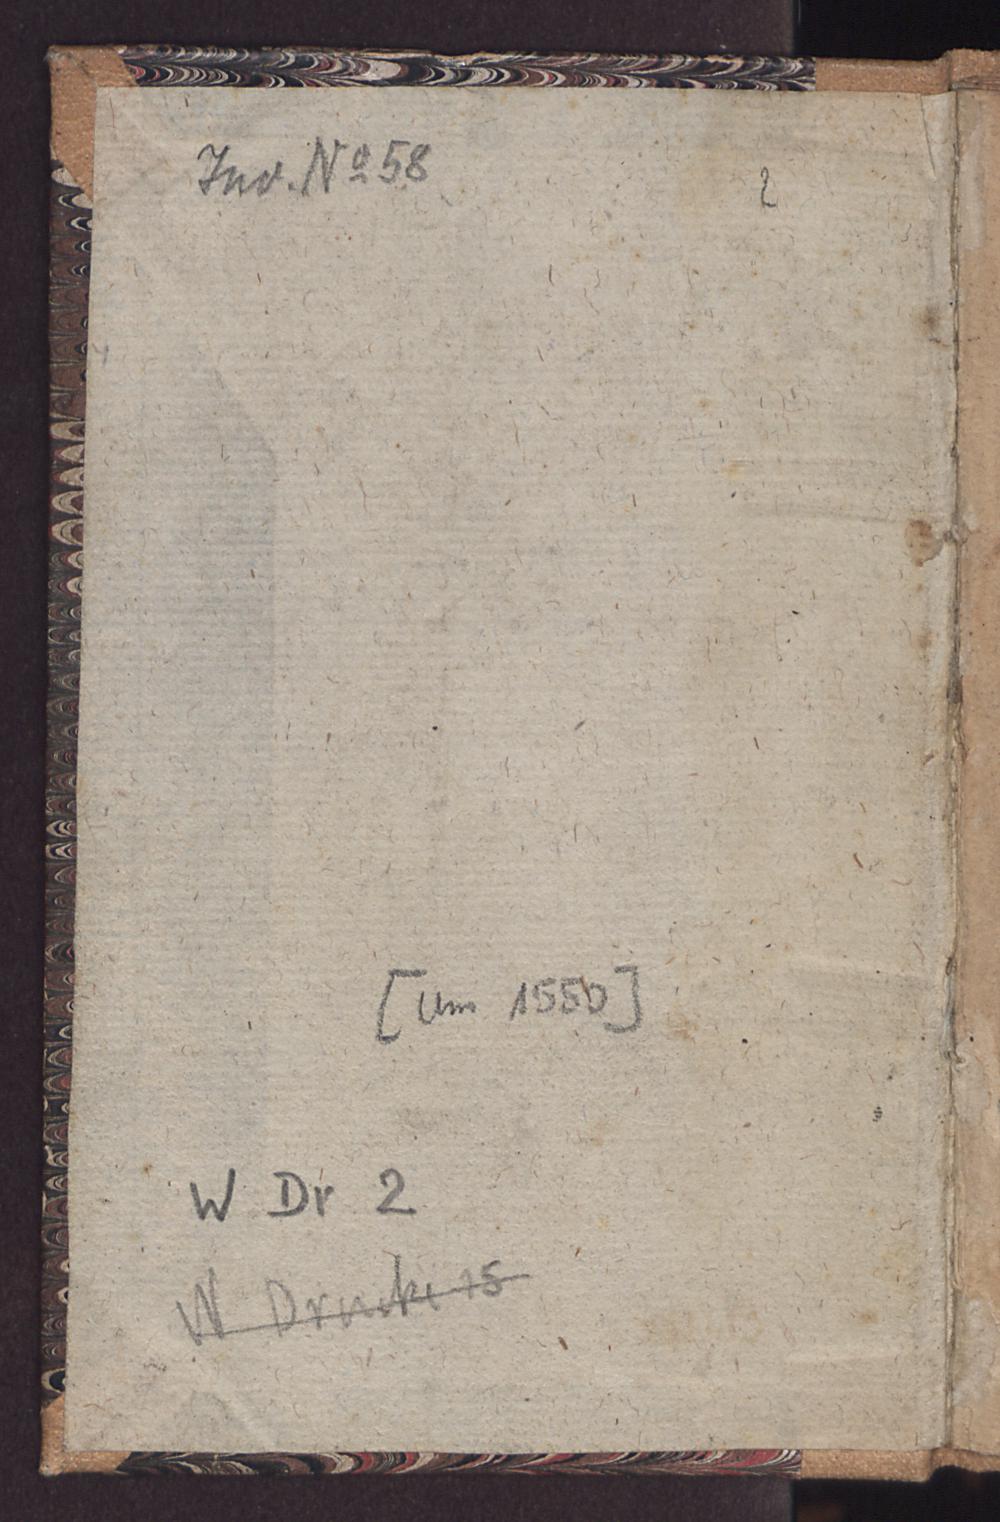 Inv. Nº 58
2
[um 1550]
W Dr 2
W Drucke 15